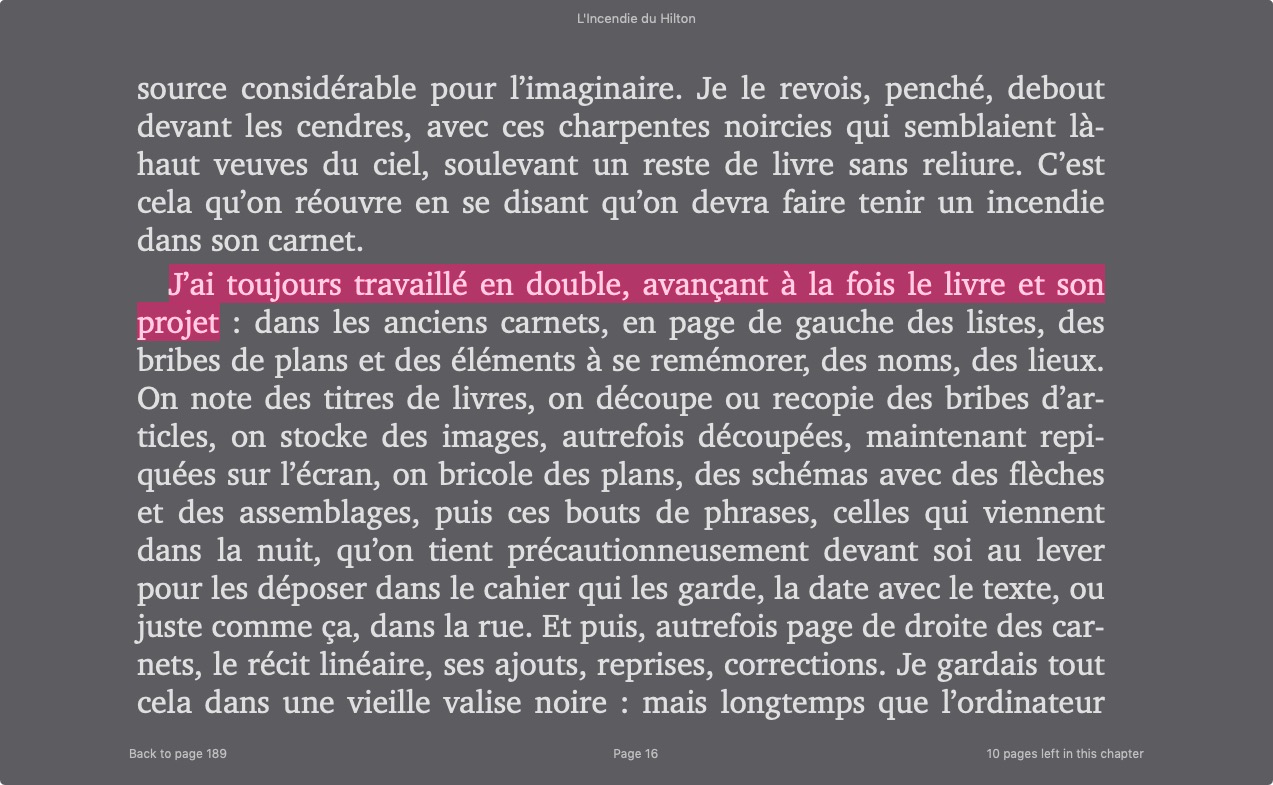 L'Incendie du Hilton
source considérable pour l’imaginaire. Je le revois, penché, debout
devant les cendres, avec ces charpentes noircies qui semblaient là-
haut veuves du ciel, soulevant un reste de livre sans reliure. C’est
cela qu’on réouvre en se disant qu’on devra faire tenir un incendie
dans son carnet.
J’ai toujours travaillé en double, avançant à la fois le livre et son
projet : dans les anciens carnets, en page de gauche des listes, des
bribes de plans et des éléments à se remémorer, des noms, des lieux.
On note des titres de livres, on découpe ou recopie des bribes d’ar-
ticles, on stocke des images, autrefois découpées, maintenant repi-
quées sur l’écran, on bricole des plans, des schémas avec des flèches
et des assemblages, puis ces bouts de phrases, celles qui viennent
dans la nuit, qu’on tient précautionneusement devant soi au lever
pour les déposer dans le cahier qui les garde, la date avec le texte, ou
juste comme ça, dans la rue. Et puis, autrefois page de droite des car-
nets, le récit linéaire, ses ajouts, reprises, corrections. Je gardais tout
cela dans une vieille valise noire : mais longtemps que l’ordinateur
Back to page 189
Page 16
10 pages left in this chapter